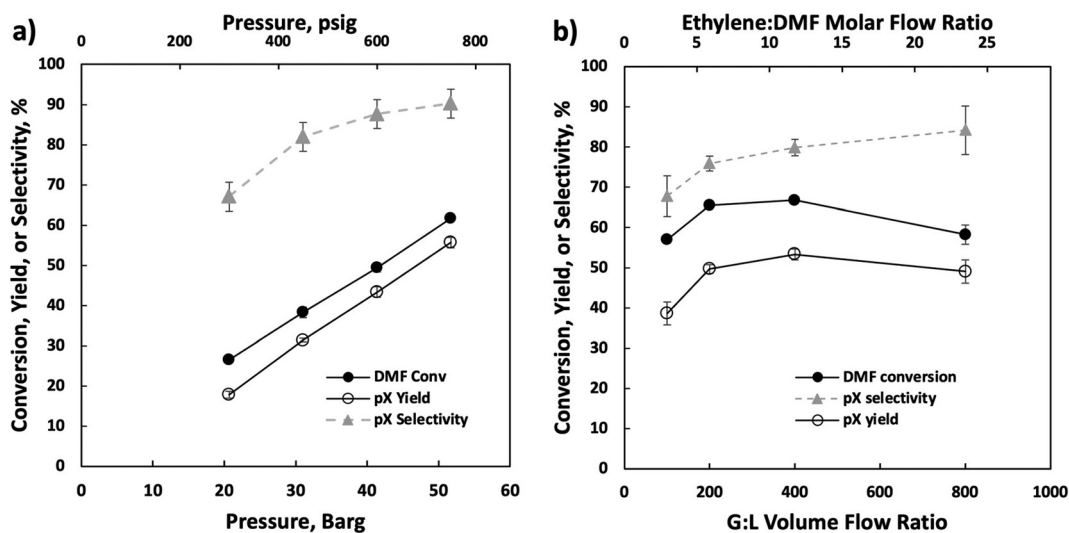 a)
Pressure, psig
0 200 400 600 800
Conversion, Yield, or Selectivity, %
100
90
80
70
60
50
40
30
20
10
0
DMF Conv
pX Yield
pX Selectivity
0 10 20 30 40 50 60
Pressure, Barg
b)
Ethylene:DMF Molar Flow Ratio
0 5 10 15 20 25
Conversion, Yield, or Selectivity, %
100
90
80
70
60
50
40
30
20
10
0
DMF conversion
pX selectivity
pX yield
0 200 400 600 800 1000
G:L Volume Flow Ratio